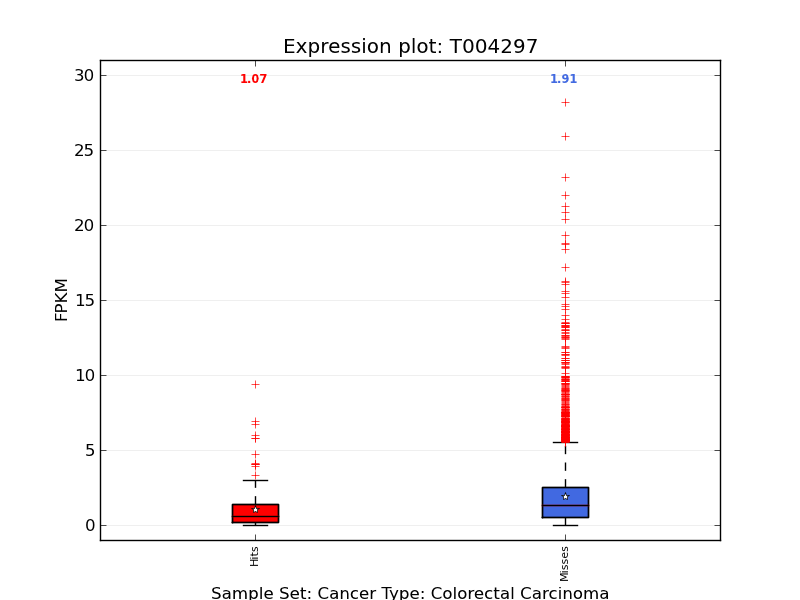 Expression plot: T004297
1.07
1.91
30
25
20
15
10
5
0
FPKM
Hits
Misses
Sample Set: Cancer Type: Colorectal Carcinoma